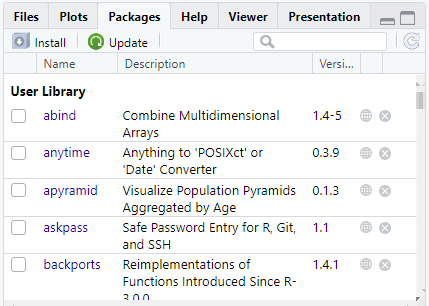 Files Plots Packages Help Viewer Presentation
Install Update
Name Description Versi...
User Library
abind Combine Multidimensional 1.4-5
Arrays
anytime Anything to 'POSIXct' or 0.3.9
'Date' Converter
apyramid Visualize Population Pyramids 0.1.3
Aggregated by Age
askpass Safe Password Entry for R, Git, 1.1
and SSH
backports Reimplementations of 1.4.1
Functions Introduced Since R-
3.0.0